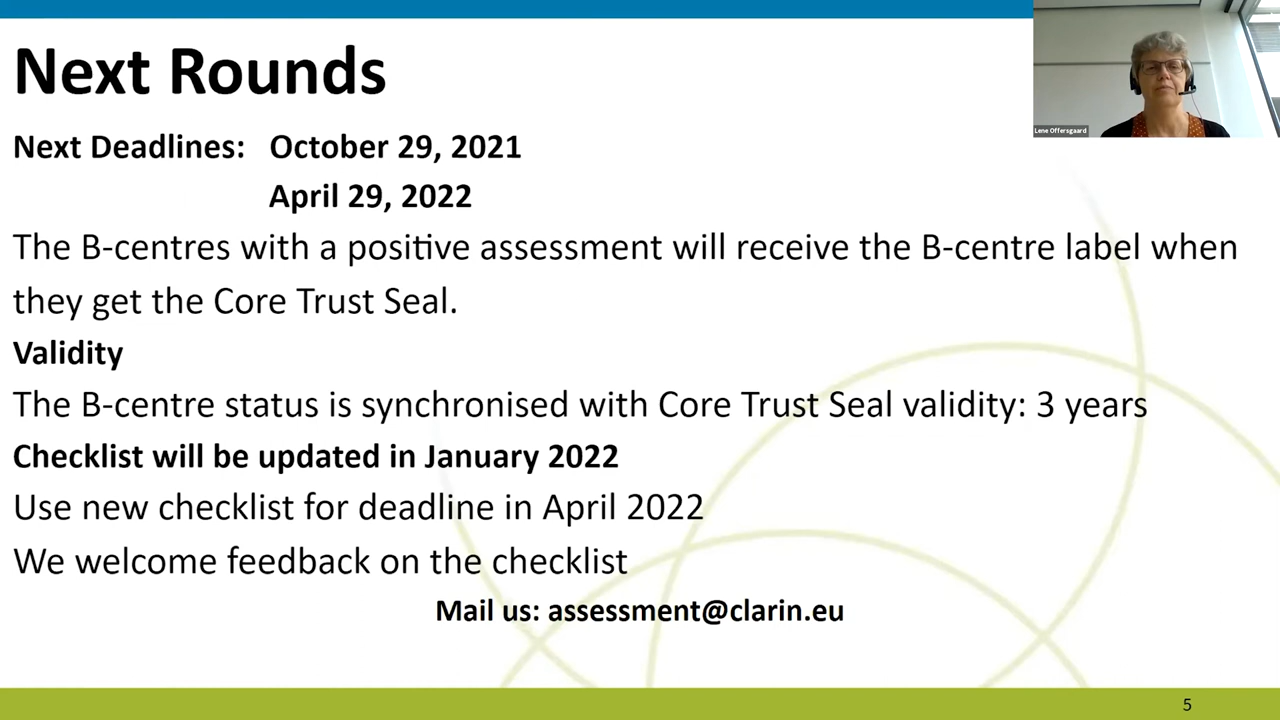 Next Rounds
Lene Offersgaard
Next Deadlines: October 29, 2021
April 29, 2022
The B-centres with a positive assessment will receive the B-centre label when
they get the Core Trust Seal.
Validity
The B-centre status is synchronised with Core Trust Seal validity: 3 years
Checklist will be updated in January 2022
Use new checklist for deadline in April 2022
We welcome feedback on the checklist
Mail us: assessment@clarin.eu
5